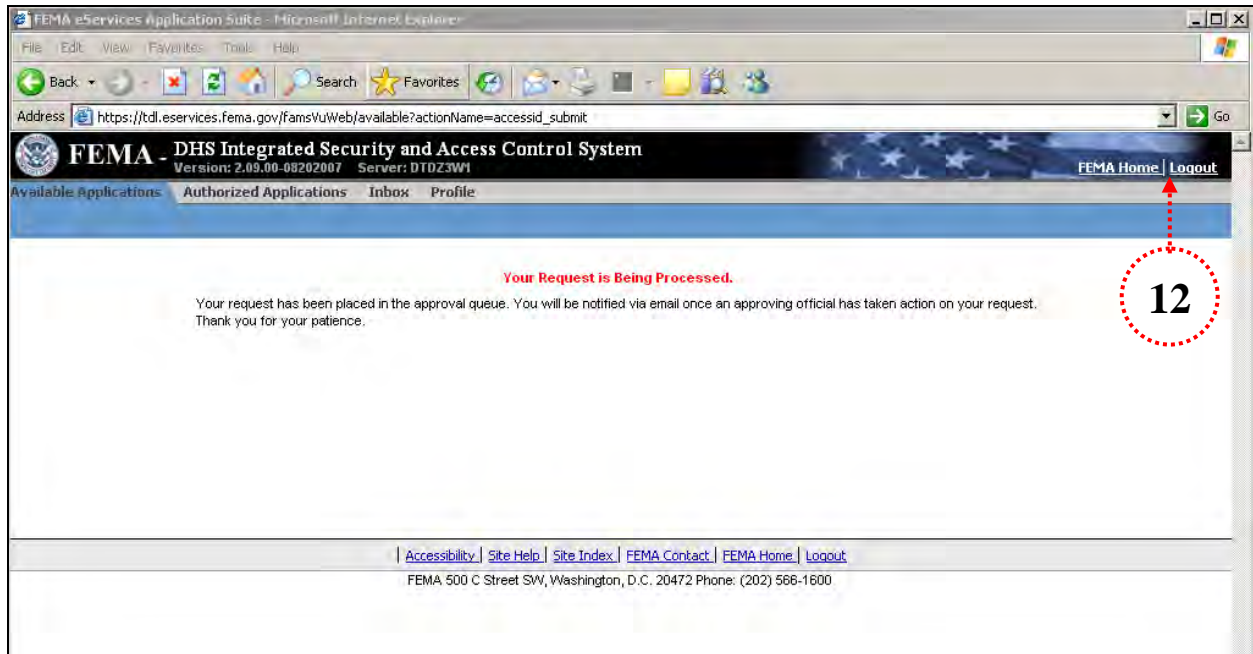 FEMA eServices Application Suite - Microsoft Internet Explorer
File Edit View Favorites Tools Help
Back Search Favorites
Address https://tdl.eservices.fema.gov/famsVuWeb/available?actionName=accessid_submit Go
FEMA - DHS Integrated Security and Access Control System
Version: 2.09.00-08202007 Server: DTDZ3WM
FEMA Home | Logout
Available Applications Authorized Applications Inbox Profile
Your Request is Being Processed.
Your request has been placed in the approval queue. You will be notified via email once an approving official has taken action on your request.
Thank you for your patience.
12
| Accessibility | Site Help | Site Index | FEMA Contact | FEMA Home | Logout
FEMA 500 C Street SW, Washington, D.C. 20472 Phone: (202) 566-1600